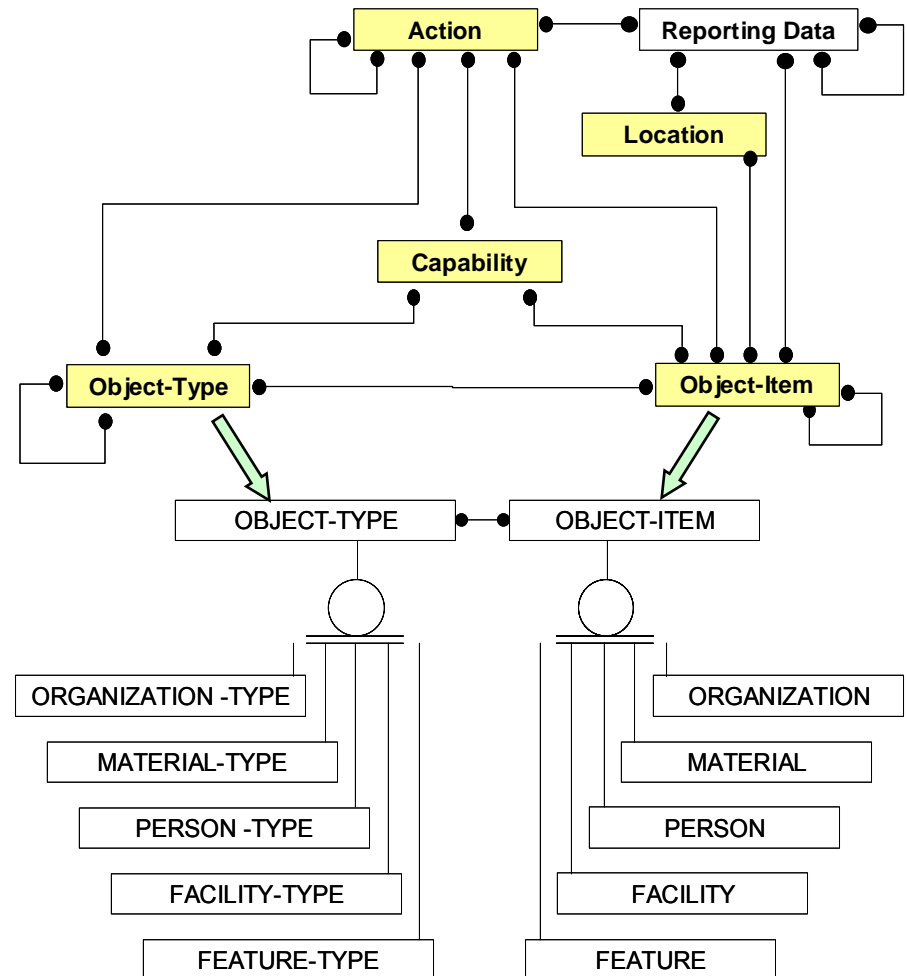 Action
Reporting Data
Location
Capability
Object-Type
Object-Item
OBJECT-TYPE
OBJECT-ITEM
ORGANIZATION -TYPE
ORGANIZATION
MATERIAL-TYPE
MATERIAL
PERSON -TYPE
PERSON
FACILITY-TYPE
FACILITY
FEATURE-TYPE
FEATURE